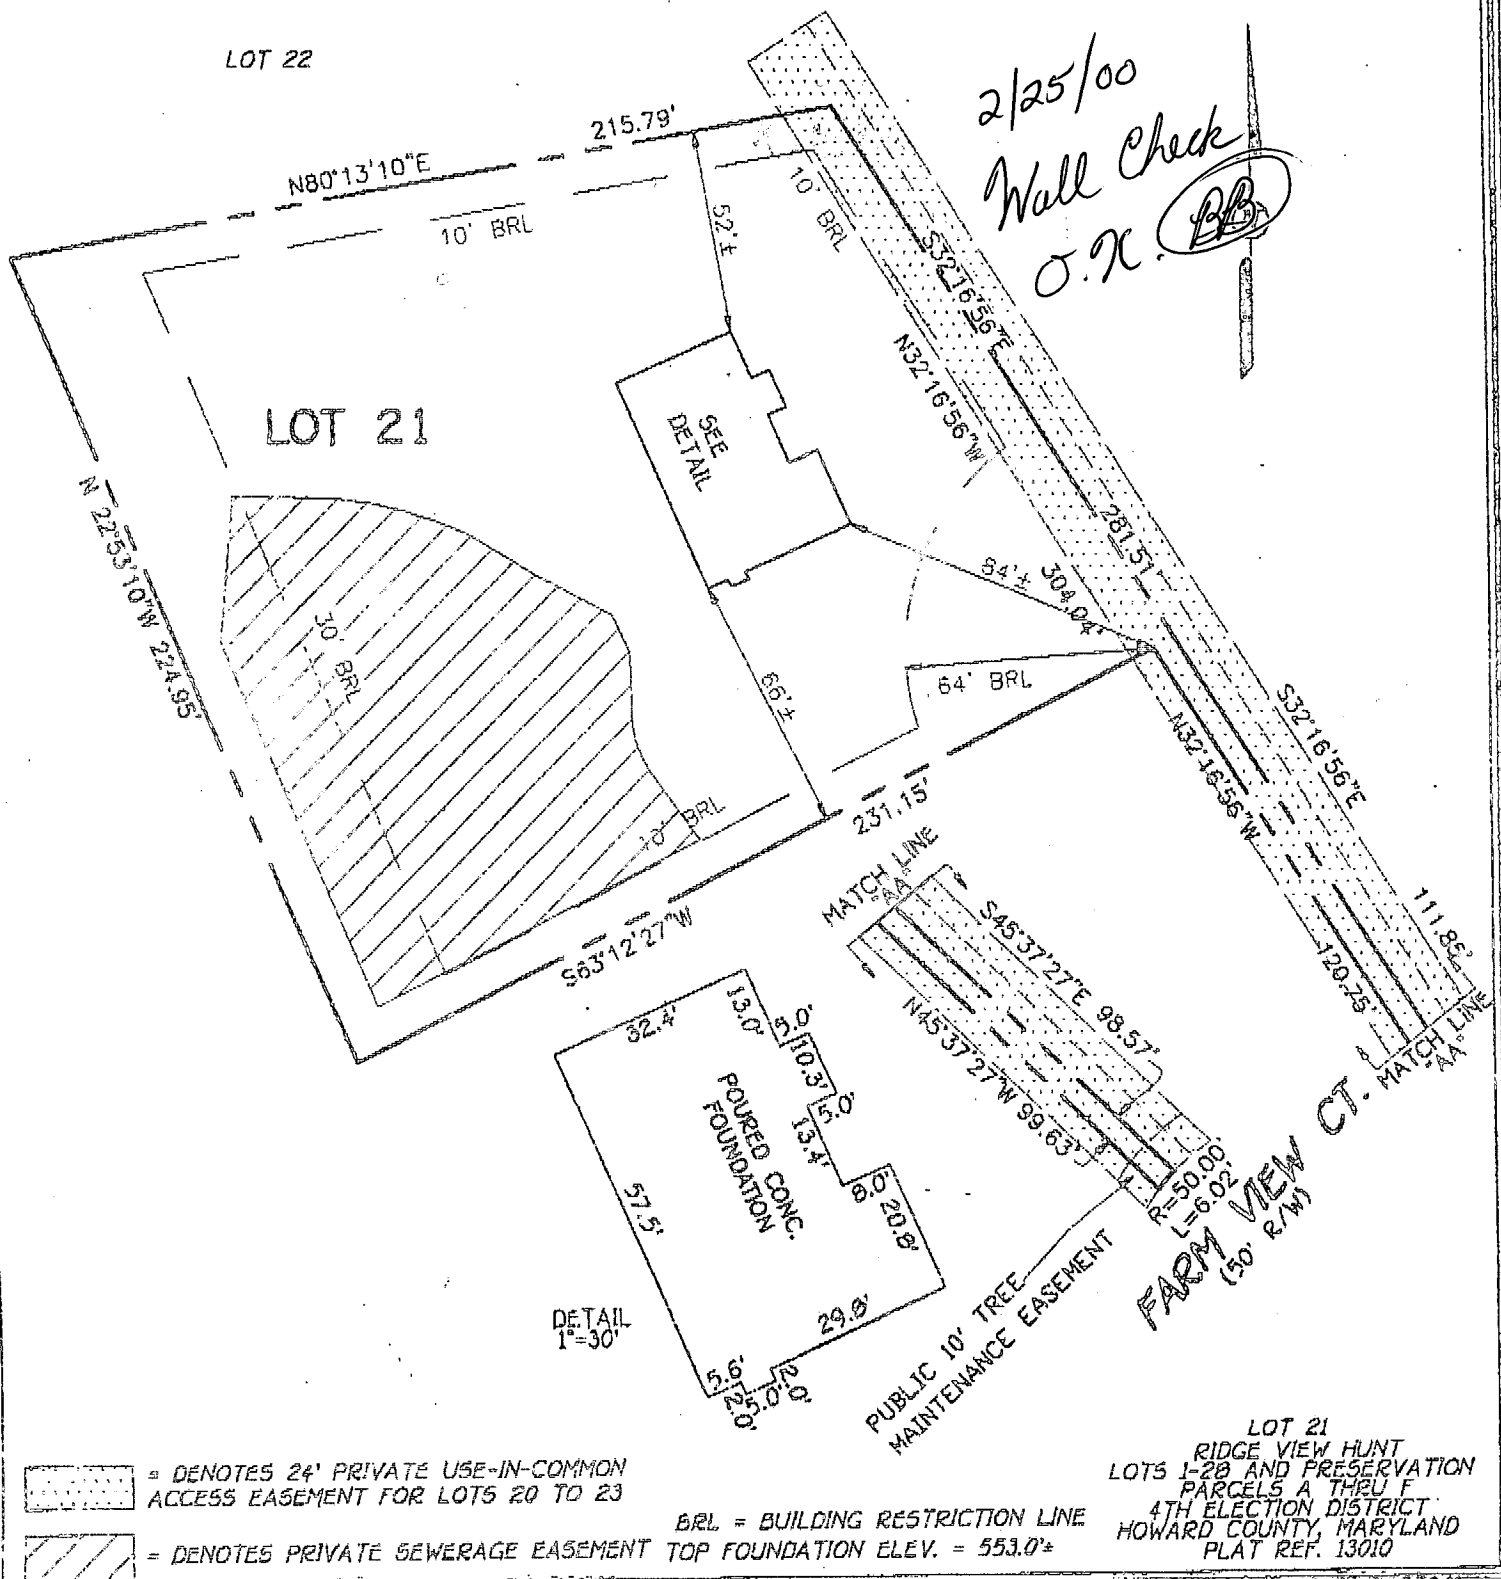 LOT 22
2/25/00
Wall Check
O.K. BB
215.79'
N80°13'10"E
10' BRL
10' BRL
52'±
S32°16'56"E
N32°16'56"W
LOT 21
SEE
DETAIL
N 22°53'10"W 224.95'
281.51'
304.04'
84'±
30' BRL
66'±
64' BRL
S32°16'56"E
N32°16'56"W
10' BRL
231.15'
S63°12'27"W
MATCH LINE
"AA"
111.85'
120.75'
MATCH LINE
"AA"
S45°37'27"E 98.57'
N45°37'27"W 99.63'
32.4'
13.0'
5.0'
10.3'
5.0'
13.4'
8.0'
20.8'
POURED CONC.
FOUNDATION
57.5'
29.8'
5.6'
2.0'
5.0'
2.0'
DETAIL
1"=30'
R=50.00'
L=6.02'
FARM VIEW CT.
(50' R/W)
PUBLIC 10' TREE
MAINTENANCE EASEMENT
= DENOTES 24' PRIVATE USE-IN-COMMON
ACCESS EASEMENT FOR LOTS 20 TO 23
= DENOTES PRIVATE SEWERAGE EASEMENT
BRL = BUILDING RESTRICTION LINE
TOP FOUNDATION ELEV. = 553.0'±
LOT 21
RIDGE VIEW HUNT
LOTS 1-28 AND PRESERVATION
PARCELS A THRU F
4TH ELECTION DISTRICT
HOWARD COUNTY, MARYLAND
PLAT REF. 13010